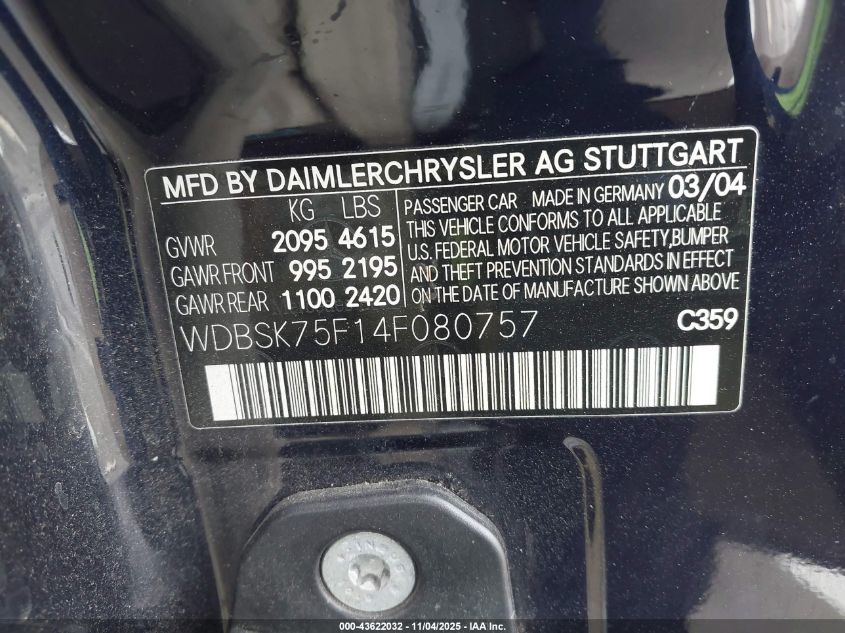 MFD BY DAIMLERCHRYSLER AG STUTTGART
KG LBS
GVWR 2095 4615
GAWR FRONT 995 2195
GAWR REAR 1100 2420
PASSENGER CAR MADE IN GERMANY 03/04
THIS VEHICLE CONFORMS TO ALL APPLICABLE
U.S. FEDERAL MOTOR VEHICLE SAFETY,BUMPER
AND THEFT PREVENTION STANDARDS IN EFFECT
ON THE DATE OF MANUFACTURE SHOWN ABOVE
WDBSK75F14F080757 C359
000-43622032 - 11/04/2025 - IAA Inc.